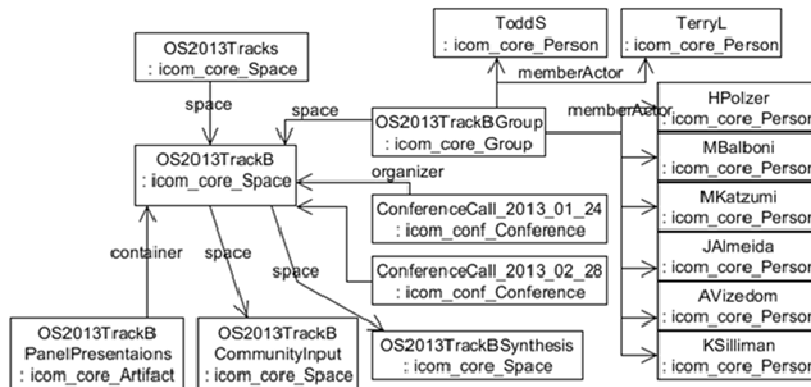 ToddS
: icom_core_Person
TerryL
: icom_core_Person
OS2013Tracks
: icom_core_Space
memberActor
space
space
OS2013TrackBGroup
: icom_core_Group
memberActor
HPolzer
: icom_core_Person
OS2013TrackB
: icom_core_Space
MBalboni
: icom_core_Person
organizer
ConferenceCall_2013_01_24
: icom_conf_Conference
MKatzumi
: icom_core_Person
container
space
space
ConferenceCall_2013_02_28
: icom_conf_Conference
JAlmeida
: icom_core_Person
AVizedom
: icom_core_Person
OS2013TrackB
PanelPresentaions
: icom_core_Artifact
OS2013TrackB
CommunityInput
: icom_core_Space
OS2013TrackBSynthesis
: icom_core_Space
KSilliman
: icom_core_Person